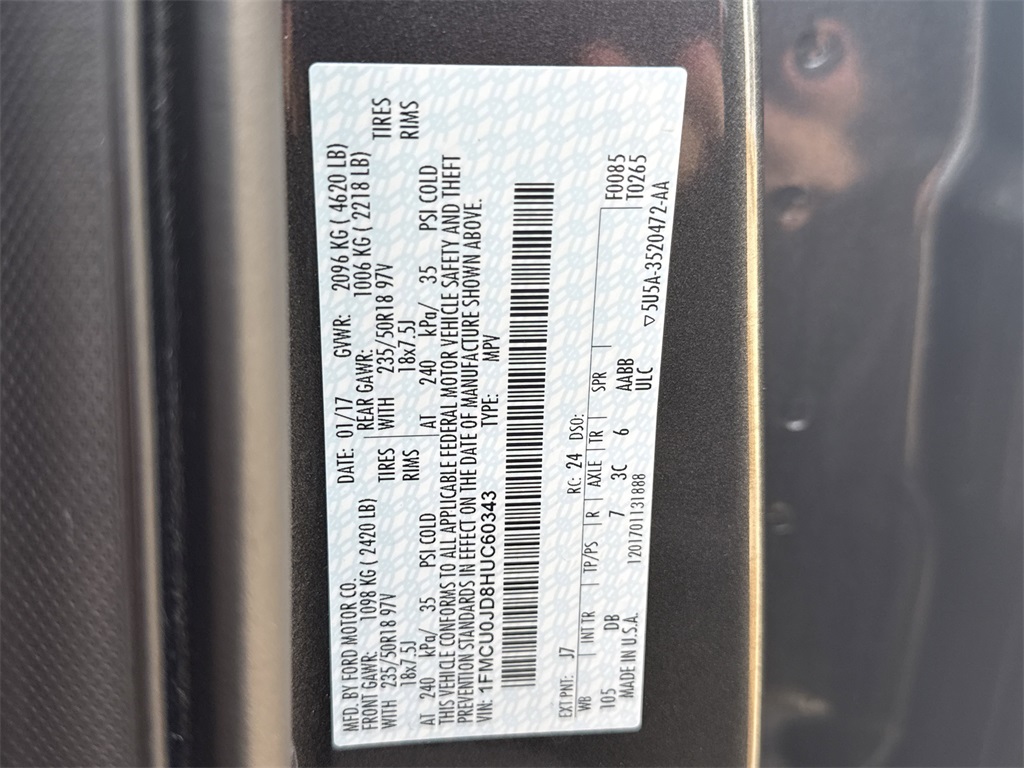 MFD. BY FORD MOTOR CO. DATE: 01/17 GVWR: 2096 KG ( 4620 LB)
FRONT GAWR: 1098 KG ( 2420 LB) REAR GAWR: 1006 KG ( 2218 LB)
WITH 235/50R18 97V TIRES WITH 235/50R18 97V TIRES
18x7.5J RIMS 18x7.5J RIMS
AT 240 kPa/ 35 PSI COLD AT 240 kPa/ 35 PSI COLD
THIS VEHICLE CONFORMS TO ALL APPLICABLE FEDERAL MOTOR VEHICLE SAFETY AND THEFT
PREVENTION STANDARDS IN EFFECT ON THE DATE OF MANUFACTURE SHOWN ABOVE.
VIN: 1FMCU0JD8HUC60343 TYPE: MPV
EXT PNT: J7 RC: 24 DSO: F0085
WB INT TR TP/PS R AXLE TR SPR T0265
105 DB 7 3C 6 AABB
MADE IN U.S.A. 1201701131888 ULC ▽5U5A-3520472-AA